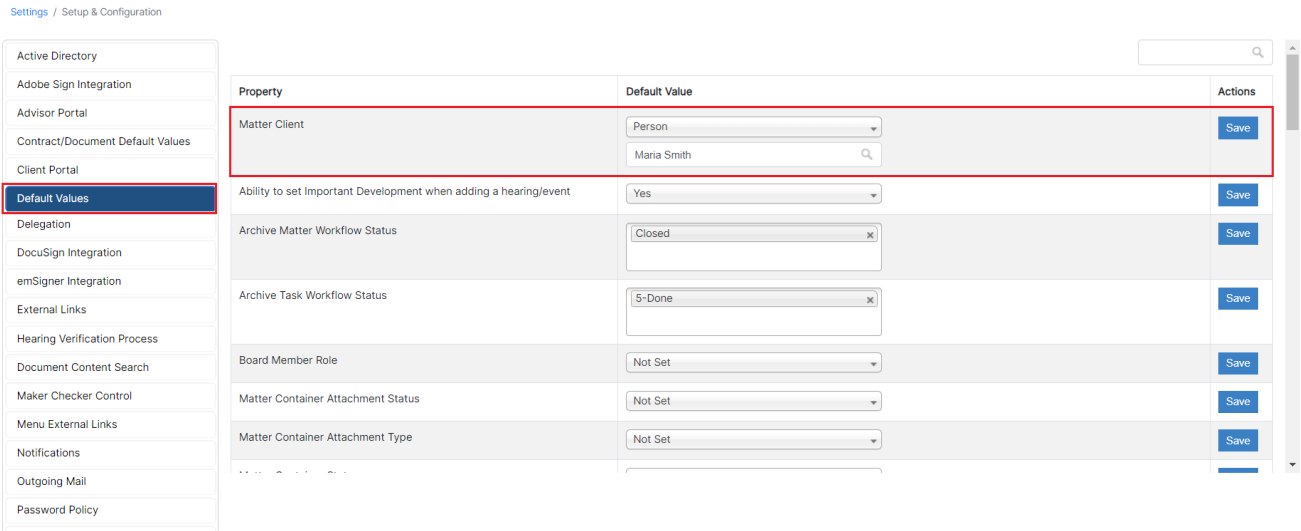 Settings / Setup & Configuration
Active Directory
Adobe Sign Integration
Advisor Portal
Contract/Document Default Values
Client Portal
Default Values
Delegation
DocuSign Integration
emSigner Integration
External Links
Hearing Verification Process
Document Content Search
Maker Checker Control
Menu External Links
Notifications
Outgoing Mail
Password Policy
Property Default Value Actions
Matter Client Person Save
Maria Smith
Ability to set Important Development when adding a hearing/event Yes Save
Archive Matter Workflow Status Closed Save
Archive Task Workflow Status 5-Done Save
Board Member Role Not Set Save
Matter Container Attachment Status Not Set Save
Matter Container Attachment Type Not Set Save